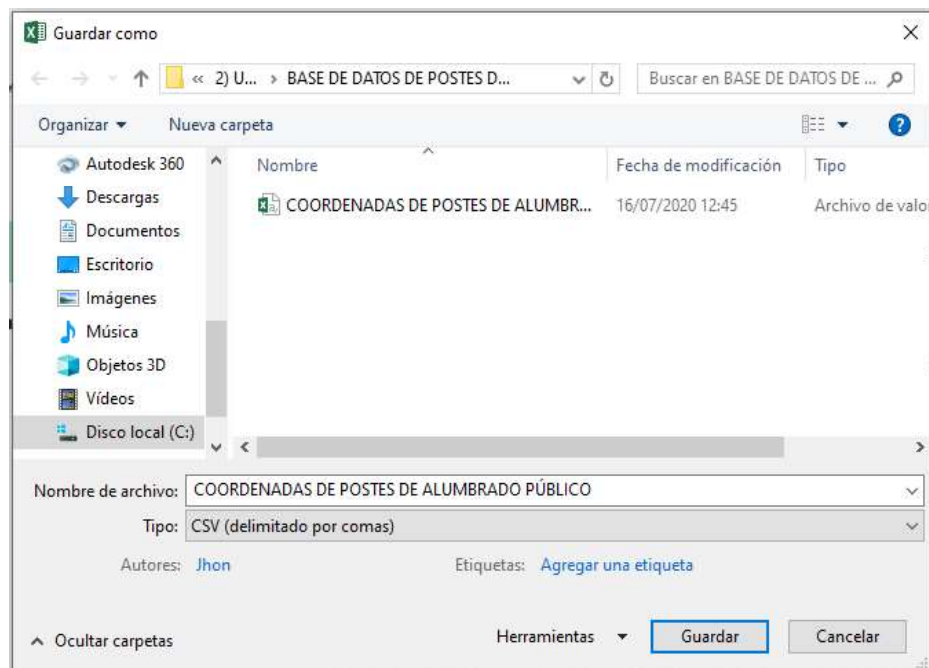 Guardar como
« 2) U... › BASE DE DATOS DE POSTES D...
Buscar en BASE DE DATOS DE ...
Organizar
Nueva carpeta
?
Nombre
Fecha de modificación
Tipo
Autodesk 360
Descargas
Documentos
Escritorio
Imágenes
Música
Objetos 3D
Vídeos
Disco local (C:)
COORDENADAS DE POSTES DE ALUMBR...
16/07/2020 12:45
Archivo de valo
Nombre de archivo: COORDENADAS DE POSTES DE ALUMBRADO PÚBLICO
Tipo: CSV (delimitado por comas)
Autores: Jhon
Etiquetas: Agregar una etiqueta
Ocultar carpetas
Herramientas
Guardar
Cancelar